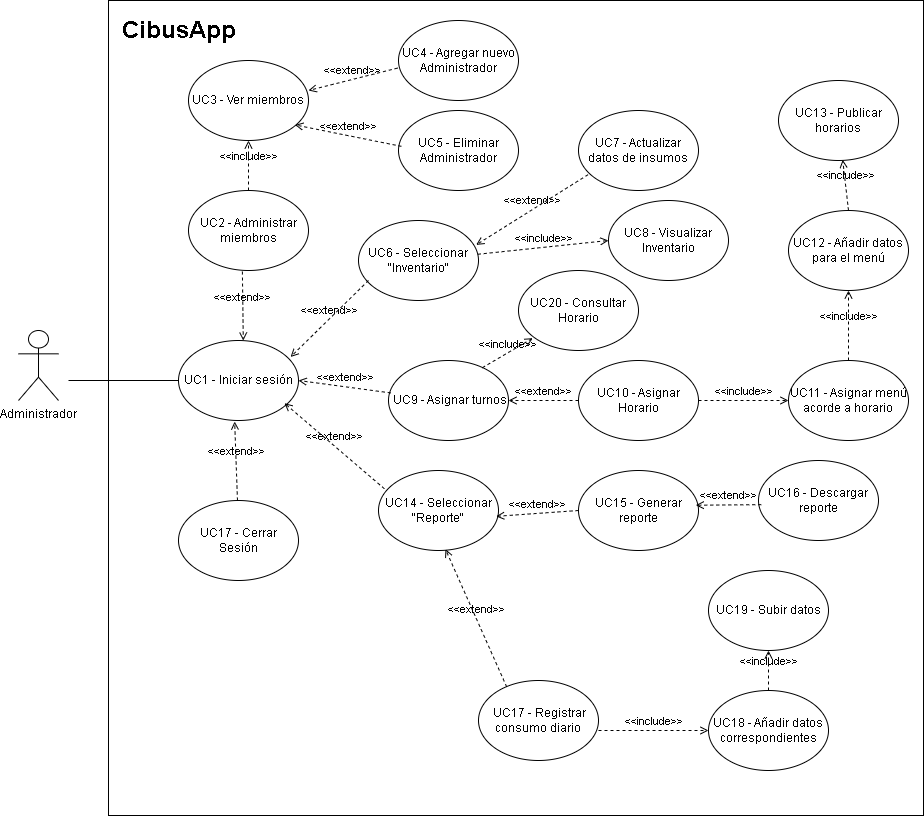 CibusApp
UC4 - Agregar nuevo
Administrador
<<extend>>
UC3 - Ver miembros
<<extend>>
UC5 - Eliminar
Administrador
<<include>>
UC2 - Administrar
miembros
<<extend>>
UC7 - Actualizar
datos de insumos
<<extend>>
UC6 - Seleccionar
"Inventario"
<<include>>
UC8 - Visualizar
Inventario
<<extend>>
UC13 - Publicar
horarios
<<include>>
UC12 - Añadir datos
para el menú
<<include>>
UC20 - Consultar
Horario
<<include>>
Administrador
UC1 - Iniciar sesión
<<extend>>
UC9 - Asignar turnos
<<extend>>
UC10 - Asignar
Horario
<<include>>
UC11 - Asignar menú
acorde a horario
<<extend>>
<<extend>>
UC17 - Cerrar
Sesión
UC14 - Seleccionar
"Reporte"
<<extend>>
UC15 - Generar
reporte
<<extend>>
UC16 - Descargar
reporte
<<extend>>
UC19 - Subir datos
<<include>>
UC17 - Registrar
consumo diario
<<include>>
UC18 - Añadir datos
correspondientes